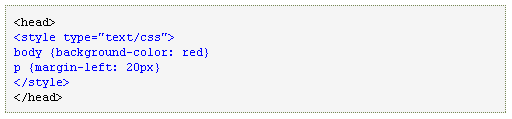 <head>
<style type="text/css">
body {background-color: red}
p {margin-left: 20px}
</style>
</head>